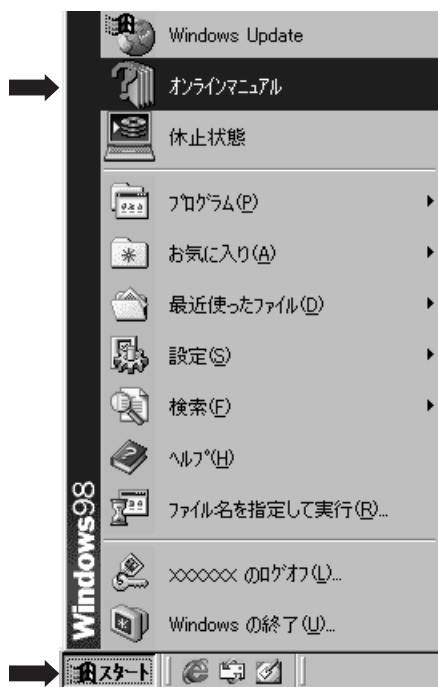 Windows Update
オンラインマニュアル
休止状態
プログラム(P)
お気に入り(A)
最近使ったファイル(D)
設定(S)
検索(F)
ヘルプ(H)
ファイル名を指定して実行(R)...
xxxxxx のログオフ(L)...
Windows の終了(U)...
Windows98
スタート